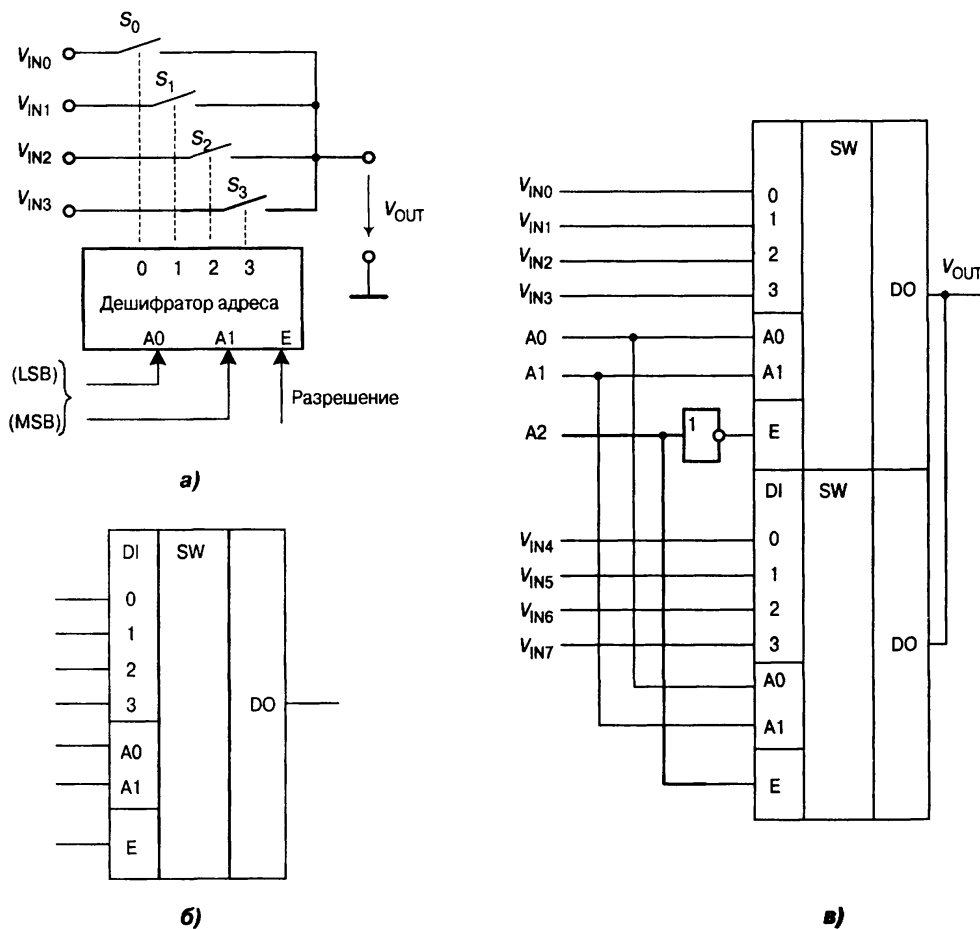 S0
VIN0
S1
VIN1
S2
VIN2
S3
VIN3
VOUT
0 1 2 3
Дешифратор адреса
A0 A1 E
(LSB)
(MSB)
Разрешение
а)
DI SW
0
1
2
3 DO
A0
A1
E
б)
SW
VIN0 0
VIN1 1
VIN2 2
VIN3 3 DO VOUT
A0 A0
A1 A1
A2 1 E
DI SW
VIN4 0
VIN5 1
VIN6 2
VIN7 3 DO
A0
A1
E
в)